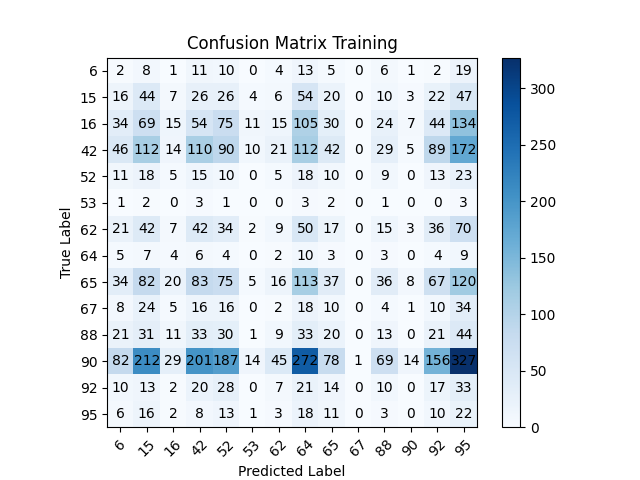 Confusion Matrix Training
6 2 8 1 11 10 0 4 13 5 0 6 1 2 19
15 16 44 7 26 26 4 6 54 20 0 10 3 22 47
16 34 69 15 54 75 11 15 105 30 0 24 7 44 134
42 46 112 14 110 90 10 21 112 42 0 29 5 89 172
52 11 18 5 15 10 0 5 18 10 0 9 0 13 23
53 1 2 0 3 1 0 0 3 2 0 1 0 0 3
62 21 42 7 42 34 2 9 50 17 0 15 3 36 70
64 5 7 4 6 4 0 2 10 3 0 3 0 4 9
65 34 82 20 83 75 5 16 113 37 0 36 8 67 120
67 8 24 5 16 16 0 2 18 10 0 4 1 10 34
88 21 31 11 33 30 1 9 33 20 0 13 0 21 44
90 82 212 29 201 187 14 45 272 78 1 69 14 156 327
92 10 13 2 20 28 0 7 21 14 0 10 0 17 33
95 6 16 2 8 13 1 3 18 11 0 3 0 10 22
6 15 16 42 52 53 62 64 65 67 88 90 92 95
Predicted Label
True Label
300
250
200
150
100
50
0